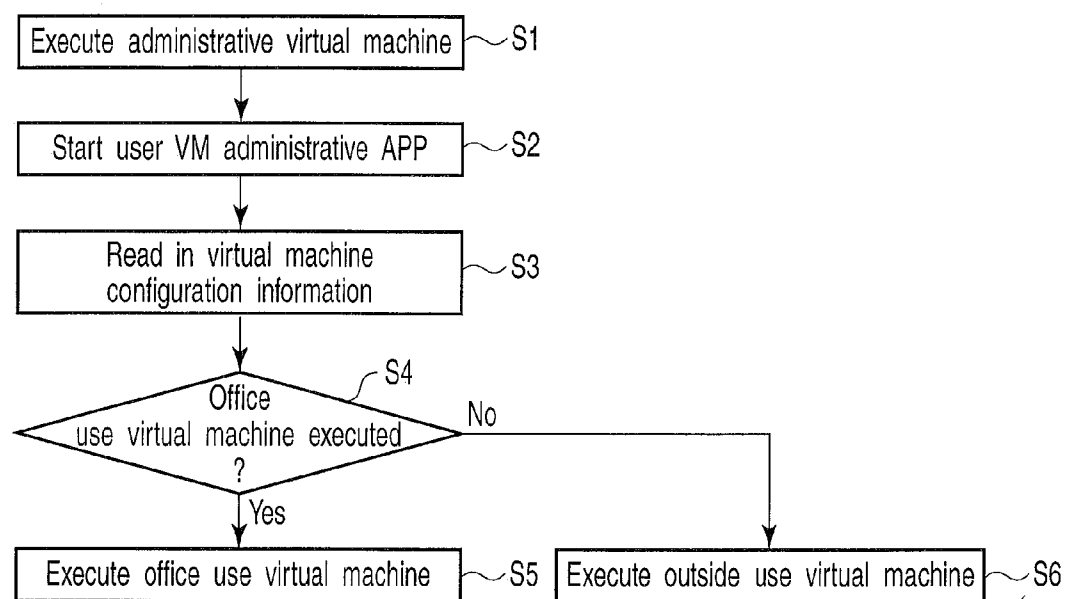 Execute administrative virtual machine
S1
Start user VM administrative APP
S2
Read in virtual machine
configuration information
S3
S4
Office
use virtual machine executed
?
No
Yes
Execute office use virtual machine
S5
Execute outside use virtual machine
S6